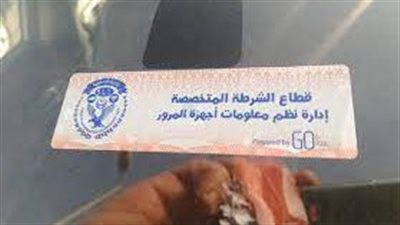 قطاع الشرطة المتخصصة
إدارة نظم معلومات أجهزة المرور
Powered by GO